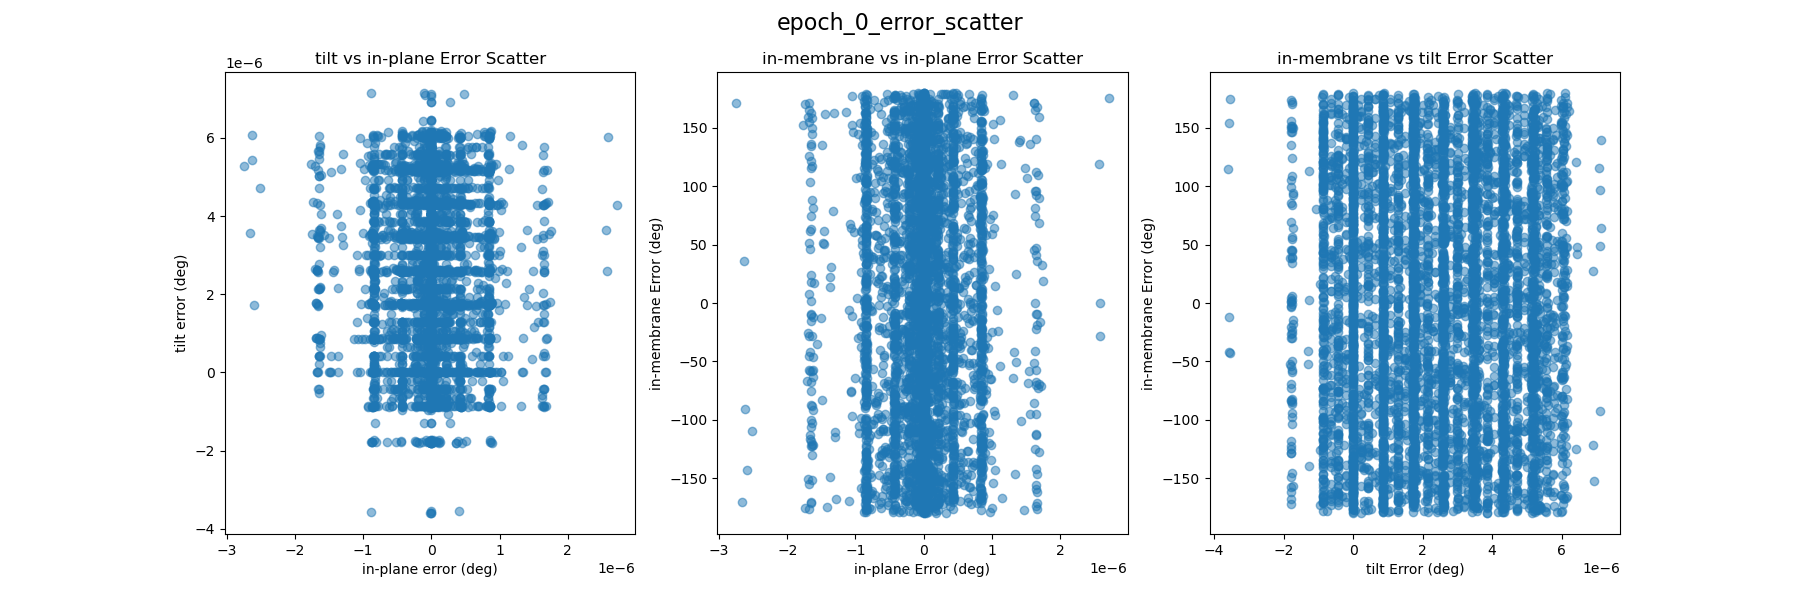 epoch_0_error_scatter
tilt vs in-plane Error Scatter
1e−6
6
4
2
0
−2
−4
tilt error (deg)
−3
−2
−1
0
1
2
in-plane error (deg)
1e−6
in-membrane vs in-plane Error Scatter
150
100
50
0
−50
−100
−150
in-membrane Error (deg)
−3
−2
−1
0
1
2
in-plane Error (deg)
1e−6
in-membrane vs tilt Error Scatter
150
100
50
0
−50
−100
−150
in-membrane Error (deg)
−4
−2
0
2
4
6
tilt Error (deg)
1e−6